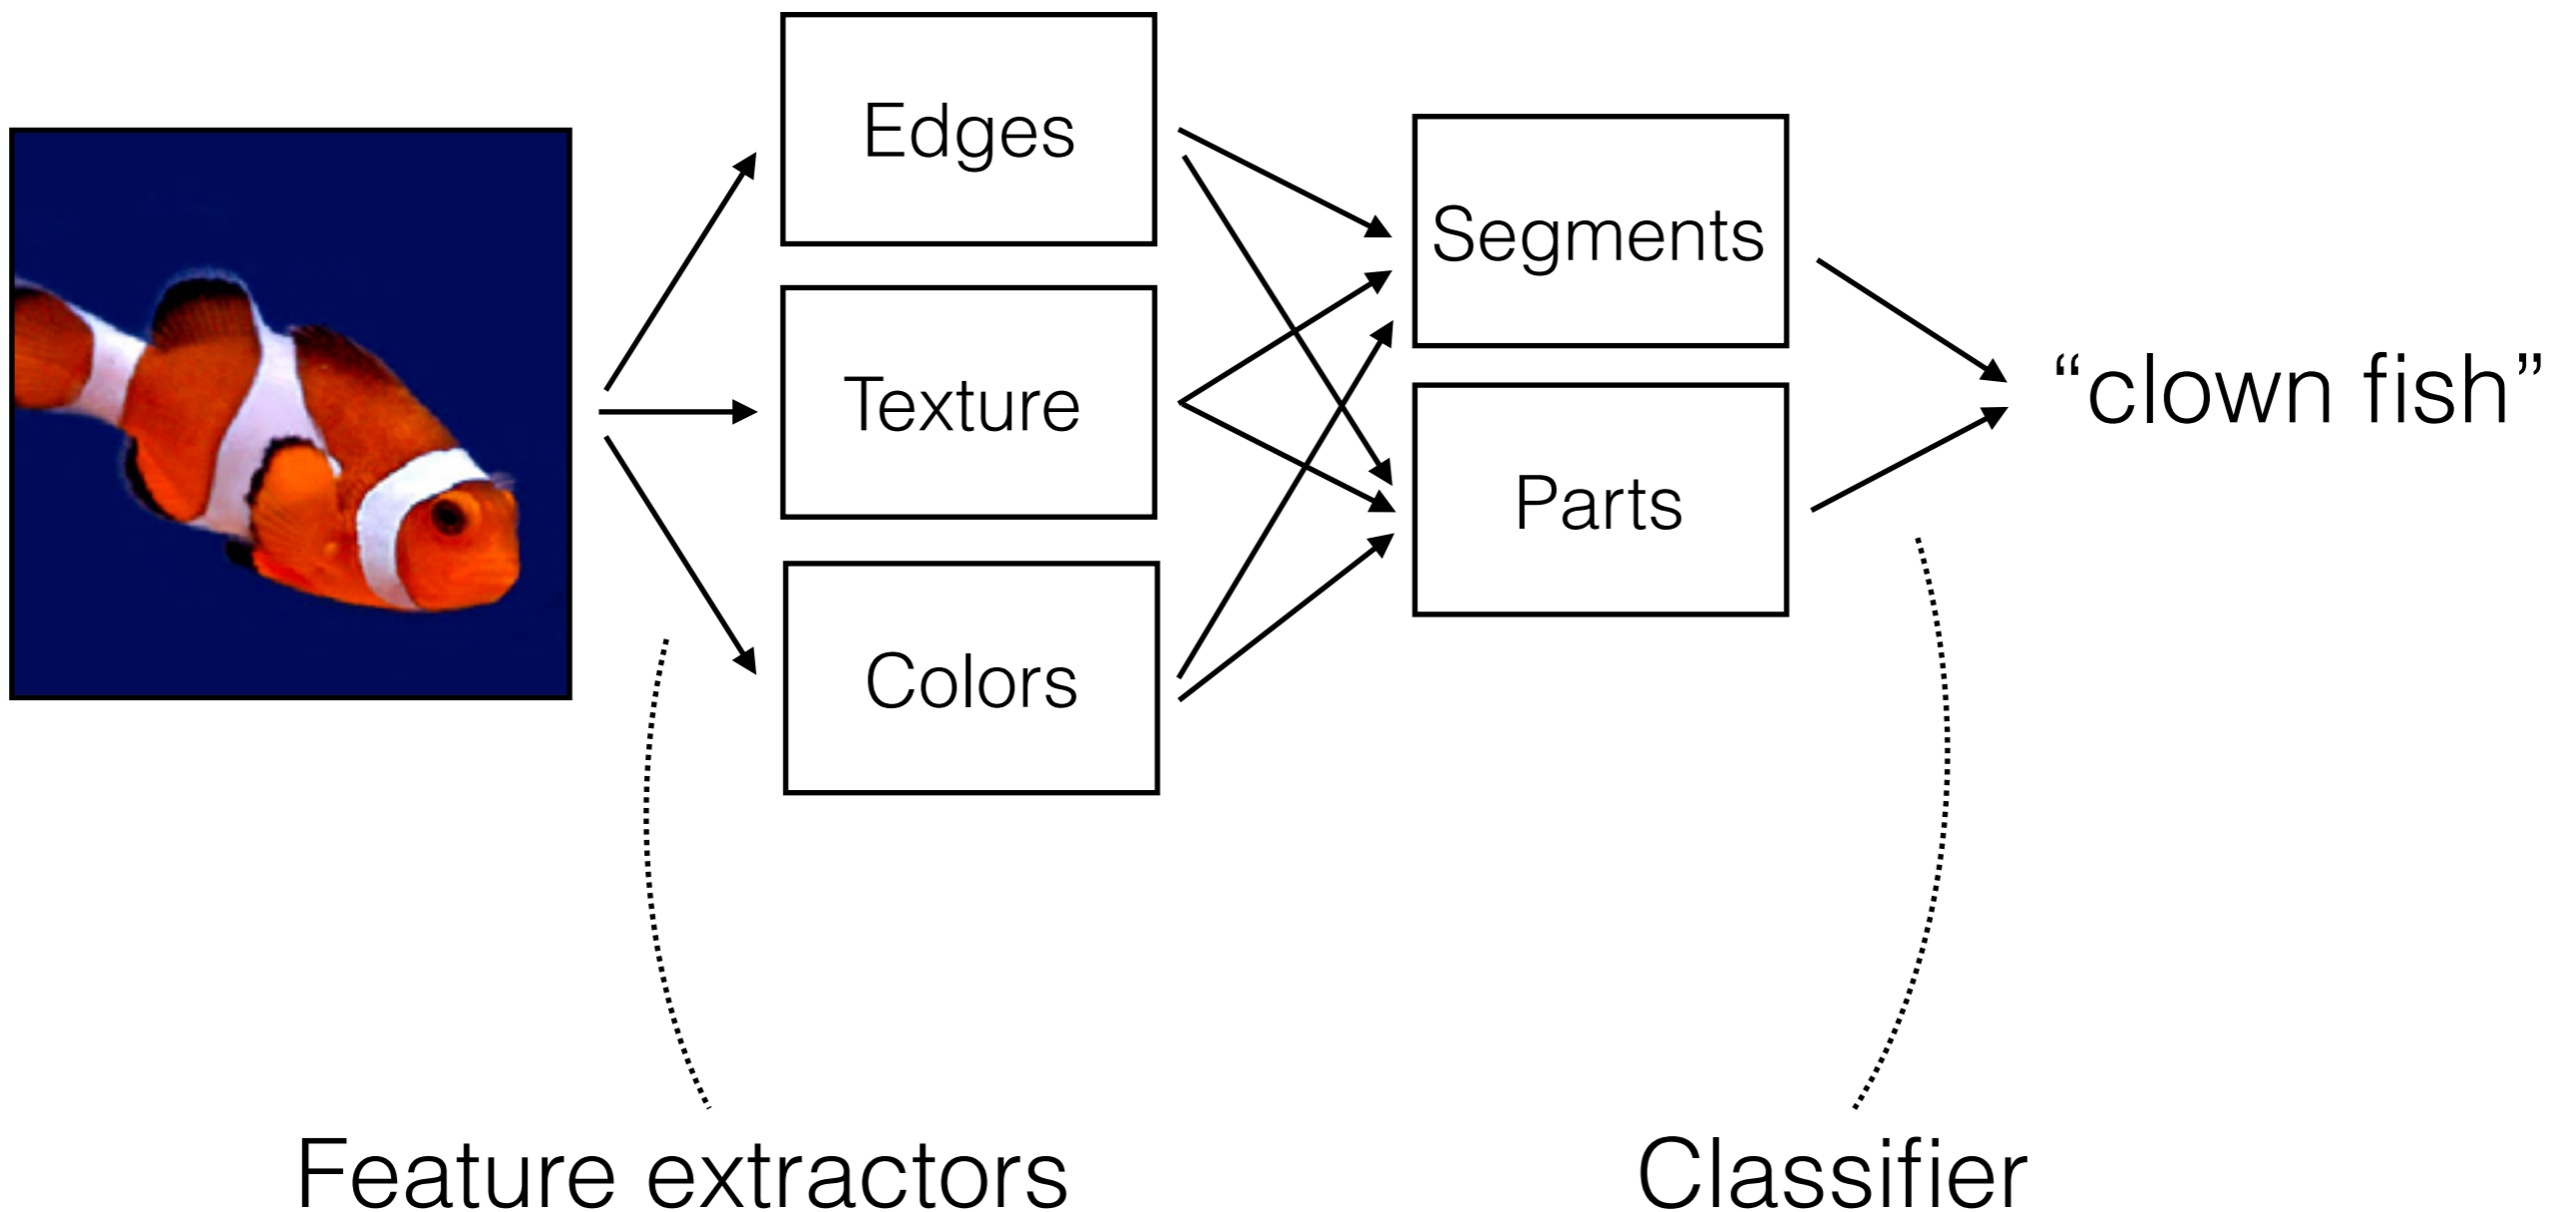 Edges
Texture
Colors
Segments
Parts
“clown fish”
Feature extractors
Classifier